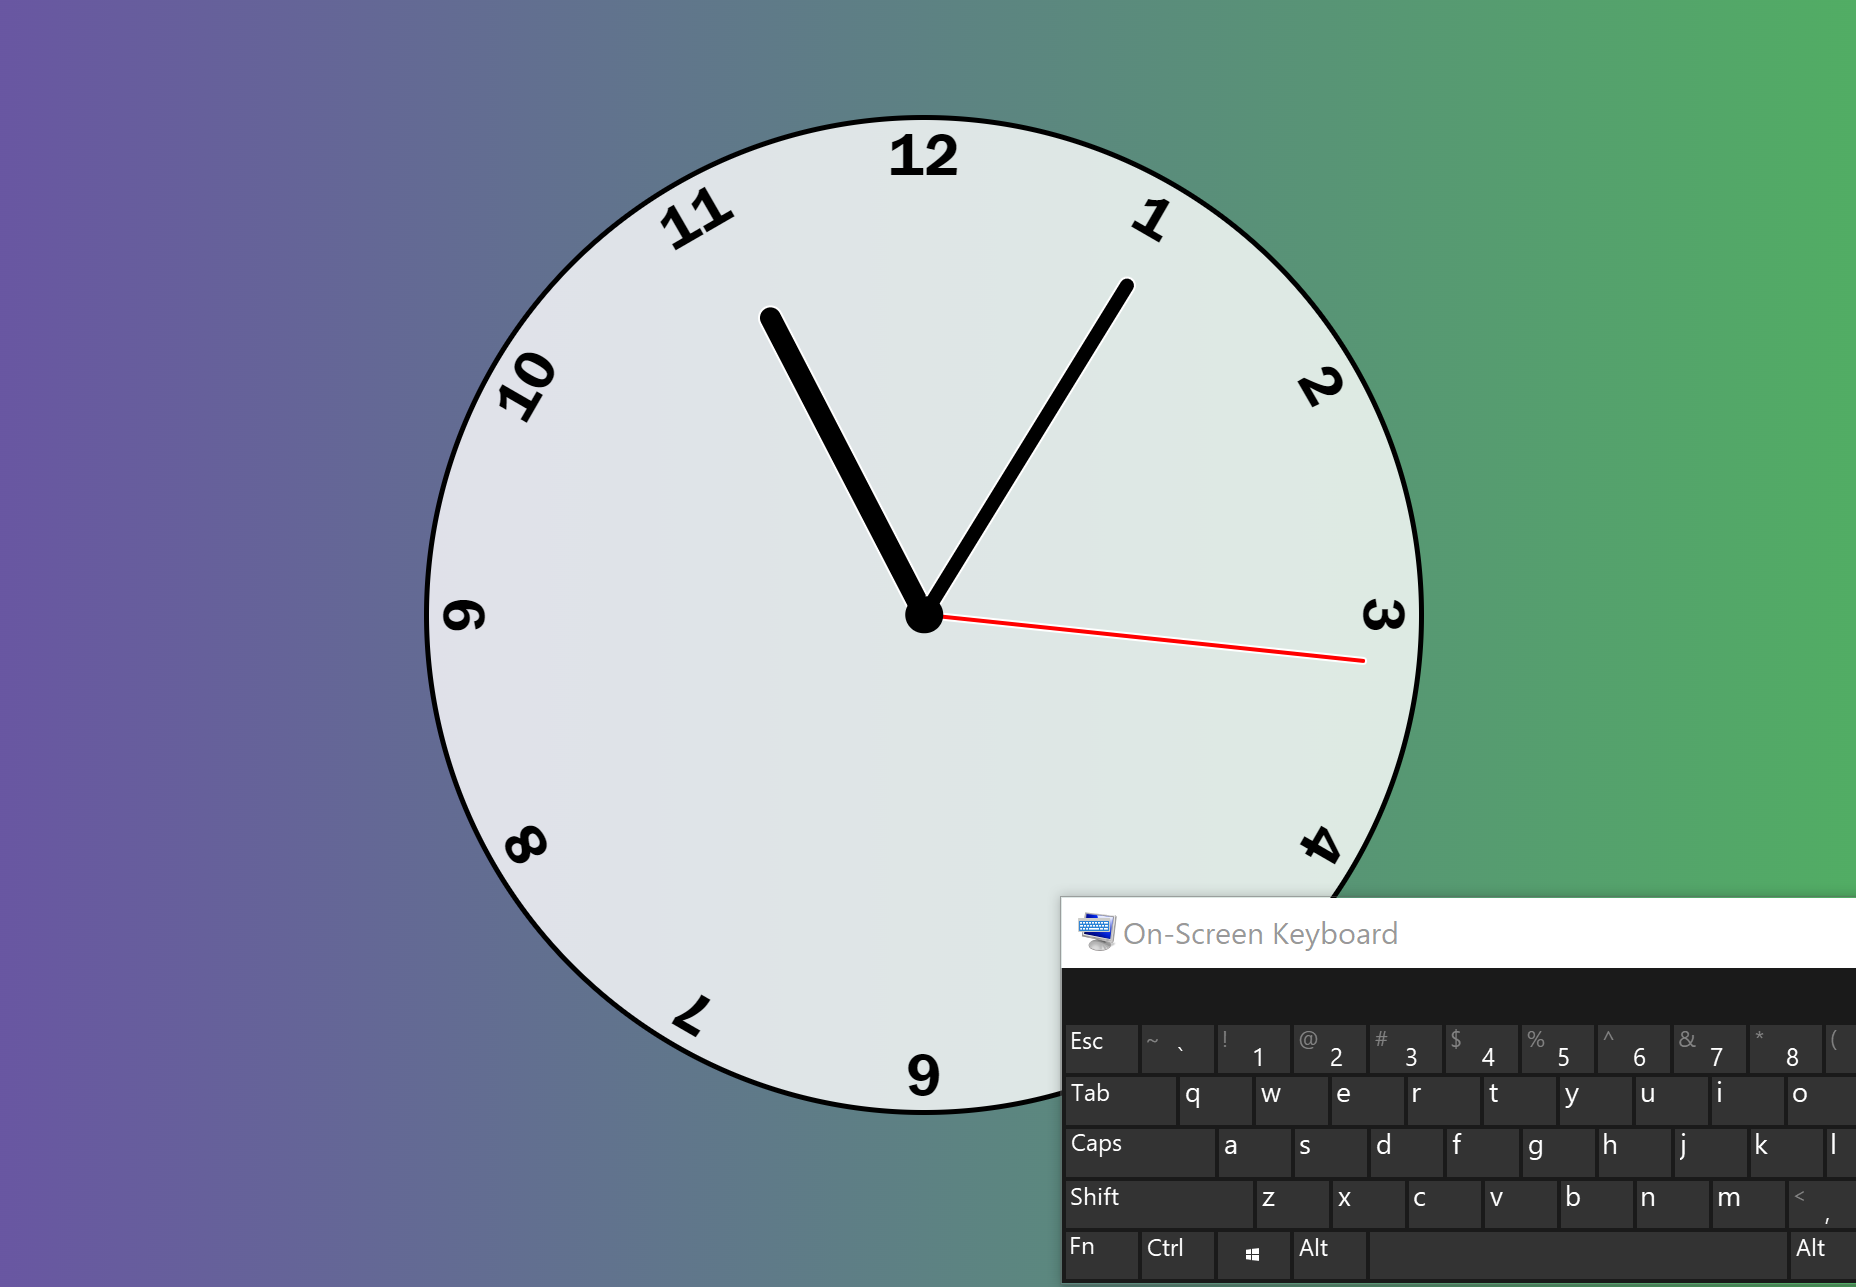 12
11
1
10
2
9
3
8
4
7
6
On-Screen Keyboard
Esc ~ ` ! 1 @ 2 # 3 $ 4 % 5 ^ 6 & 7 * 8 (
Tab q w e r t y u i o
Caps a s d f g h j k l
Shift z x c v b n m < ,
Fn Ctrl Alt Alt